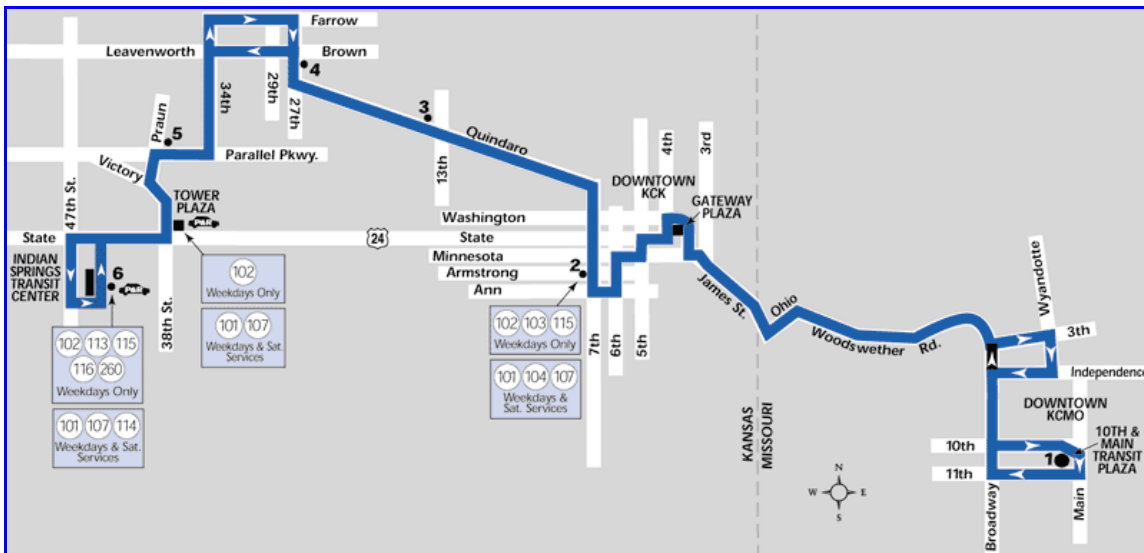 Farrow
Leavenworth
Brown
4
29th
27th
34th
3
Praun
5
Quindaro
Victory
Parallel Pkwy.
13th
4th
3rd
47th St.
TOWER
PLAZA
P&R
DOWNTOWN
KCK
GATEWAY
PLAZA
Washington
State
24
State
Minnesota
Armstrong
Ann
2
INDIAN
SPRINGS
TRANSIT
CENTER
6
P&R
38th St.
102
Weekdays Only
101 107
Weekdays & Sat.
Services
102 113 115
116 260
Weekdays Only
101 107 114
Weekdays & Sat.
Services
102 103 115
Weekdays Only
101 104 107
Weekdays &
Sat. Services
7th
6th
5th
James St.
Ohio
Woodswether Rd.
KANSAS
MISSOURI
Wyandotte
3th
Independence
DOWNTOWN
KCMO
10th
11th
1
10TH &
MAIN
TRANSIT
PLAZA
Broadway
Main
N
W E
S